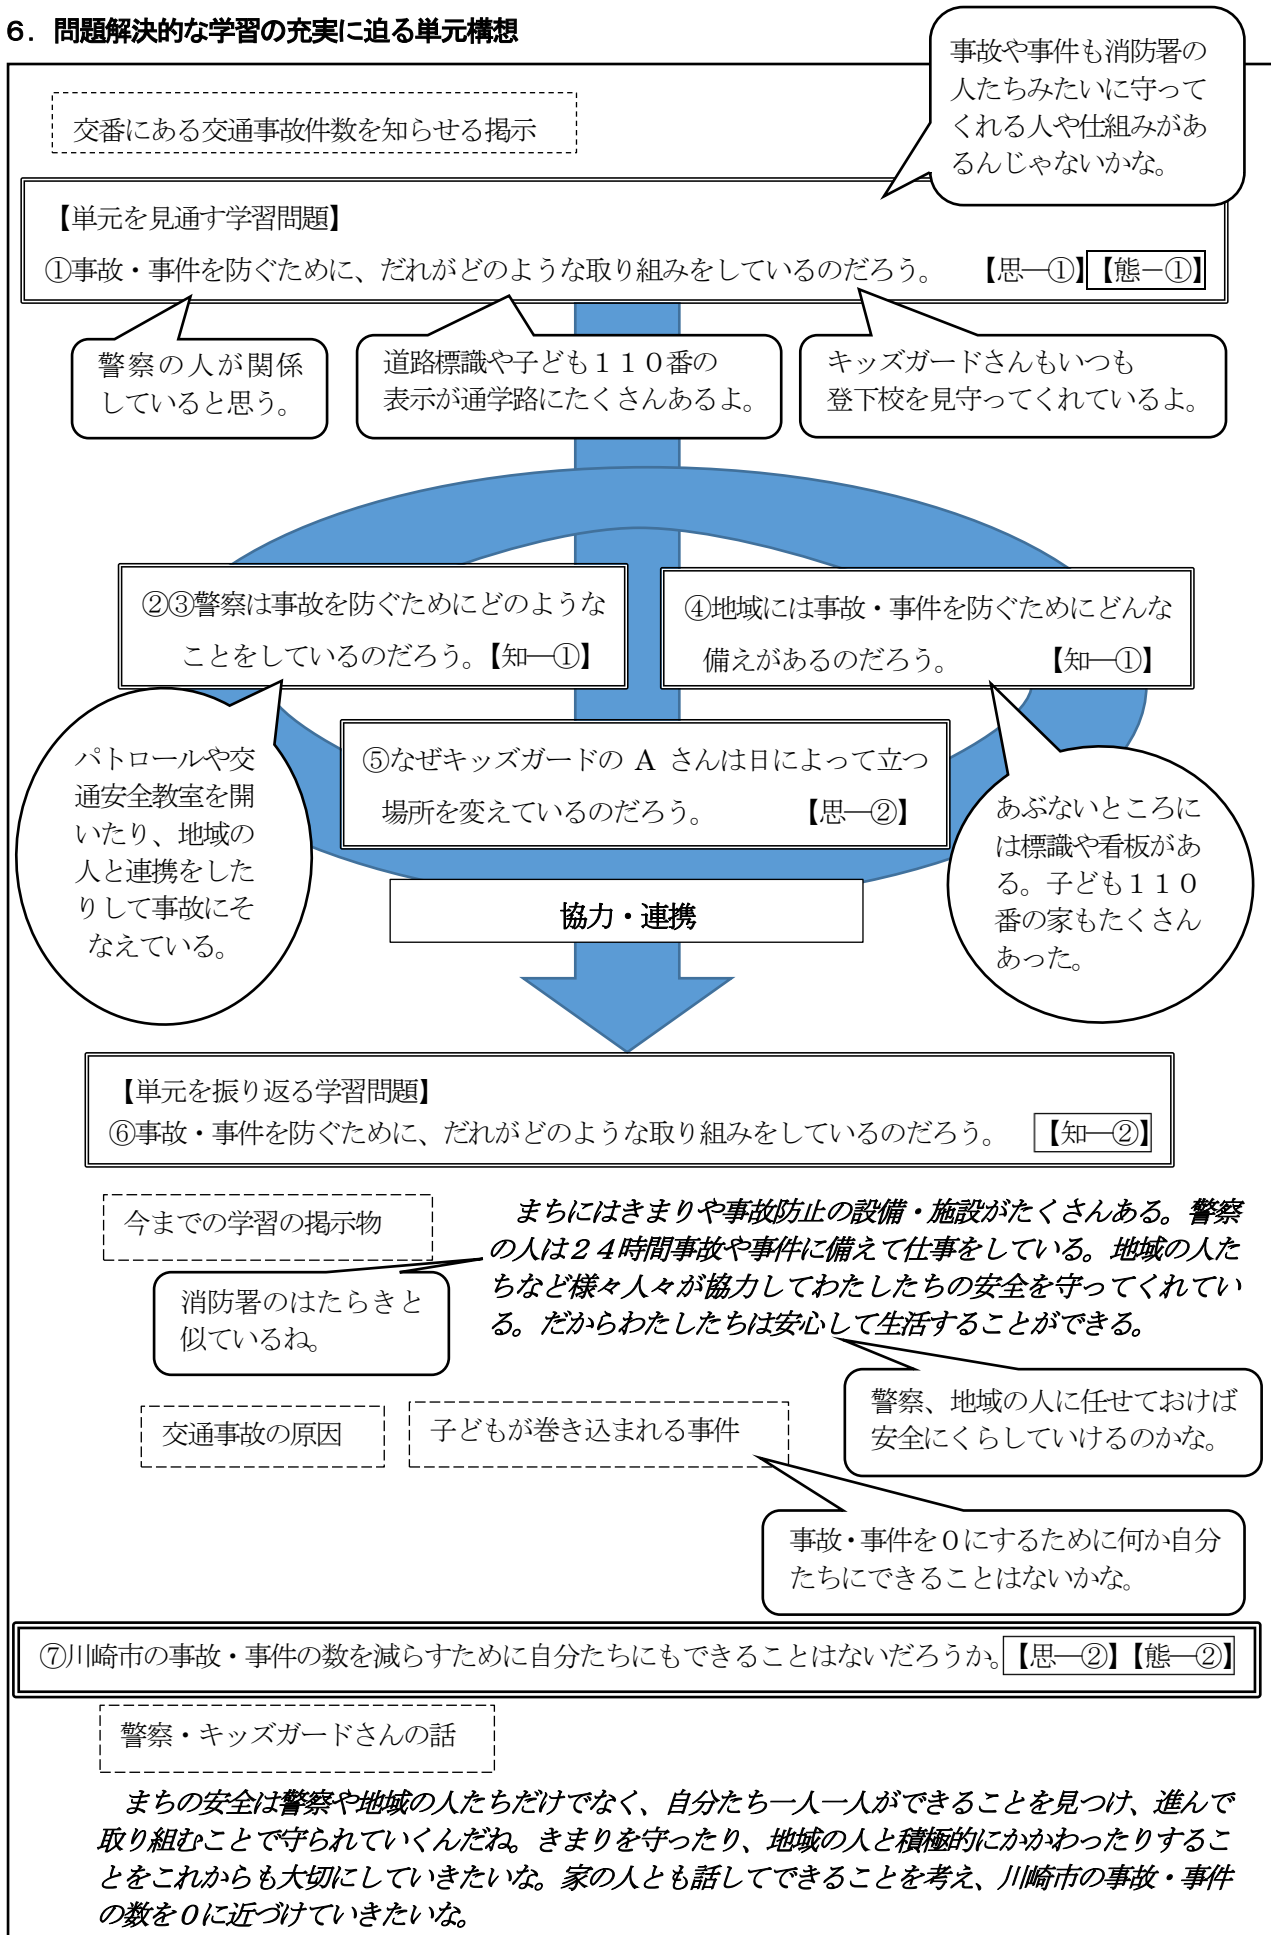 ６．問題解決的な学習の充実に迫る単元構想
事故や事件も消防署の
人たちみたいに守って
くれる人や仕組みがあ
るんじゃないかな。
交番にある交通事故件数を知らせる掲示
【単元を見通す学習問題】
①事故・事件を防ぐために、だれがどのような取り組みをしているのだろう。　【思―①】【態－①】
警察の人が関係
していると思う。
道路標識や子ども１１０番の
表示が通学路にたくさんあるよ。
キッズガードさんもいつも
登下校を見守ってくれているよ。
②③警察は事故を防ぐためにどのような
ことをしているのだろう。【知―①】
④地域には事故・事件を防ぐためにどんな
備えがあるのだろう。　【知―①】
パトロールや交
通安全教室を開
いたり、地域の
人と連携をした
りして事故にそ
なえている。
⑤なぜキッズガードの A さんは日によって立つ
場所を変えているのだろう。　【思―②】
あぶないところに
は標識や看板があ
る。子ども１１０
番の家もたくさん
あった。
協力・連携
【単元を振り返る学習問題】
⑥事故・事件を防ぐために、だれがどのような取り組みをしているのだろう。　【知―②】
今までの学習の掲示物
まちにはきまりや事故防止の設備・施設がたくさんある。警察
の人は２４時間事故や事件に備えて仕事をしている。地域の人た
ちなど様々人々が協力してわたしたちの安全を守ってくれてい
る。だからわたしたちは安心して生活することができる。
消防署のはたらきと
似ているね。
警察、地域の人に任せておけば
安全にくらしていけるのかな。
交通事故の原因
子どもが巻き込まれる事件
事故・事件を０にするために何か自分
たちにできることはないかな。
⑦川崎市の事故・事件の数を減らすために自分たちにもできることはないだろうか。【思―②】【態―②】
警察・キッズガードさんの話
まちの安全は警察や地域の人たちだけでなく、自分たち一人一人ができることを見つけ、進んで
取り組むことで守られていくんだね。きまりを守ったり、地域の人と積極的にかかわったりするこ
とをこれからも大切にしていきたいな。家の人とも話してできることを考え、川崎市の事故・事件
の数を０に近づけていきたいな。